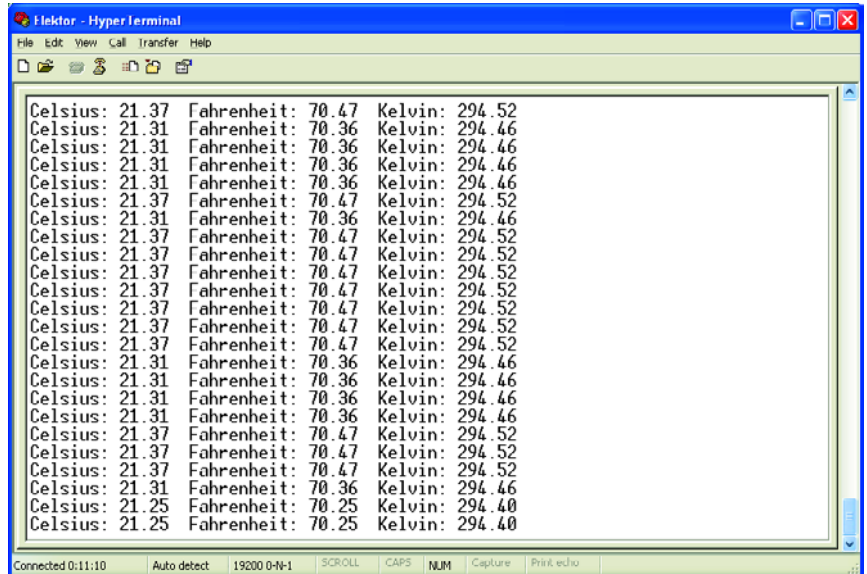 Elektor - HyperTerminal
File Edit View Call Transfer Help
Celsius: 21.37 Fahrenheit: 70.47 Kelvin: 294.52
Celsius: 21.31 Fahrenheit: 70.36 Kelvin: 294.46
Celsius: 21.31 Fahrenheit: 70.36 Kelvin: 294.46
Celsius: 21.31 Fahrenheit: 70.36 Kelvin: 294.46
Celsius: 21.31 Fahrenheit: 70.36 Kelvin: 294.46
Celsius: 21.37 Fahrenheit: 70.47 Kelvin: 294.52
Celsius: 21.31 Fahrenheit: 70.36 Kelvin: 294.46
Celsius: 21.37 Fahrenheit: 70.47 Kelvin: 294.52
Celsius: 21.37 Fahrenheit: 70.47 Kelvin: 294.52
Celsius: 21.37 Fahrenheit: 70.47 Kelvin: 294.52
Celsius: 21.37 Fahrenheit: 70.47 Kelvin: 294.52
Celsius: 21.37 Fahrenheit: 70.47 Kelvin: 294.52
Celsius: 21.37 Fahrenheit: 70.47 Kelvin: 294.52
Celsius: 21.37 Fahrenheit: 70.47 Kelvin: 294.52
Celsius: 21.31 Fahrenheit: 70.36 Kelvin: 294.46
Celsius: 21.31 Fahrenheit: 70.36 Kelvin: 294.46
Celsius: 21.31 Fahrenheit: 70.36 Kelvin: 294.46
Celsius: 21.31 Fahrenheit: 70.36 Kelvin: 294.46
Celsius: 21.37 Fahrenheit: 70.47 Kelvin: 294.52
Celsius: 21.37 Fahrenheit: 70.47 Kelvin: 294.52
Celsius: 21.37 Fahrenheit: 70.47 Kelvin: 294.52
Celsius: 21.31 Fahrenheit: 70.36 Kelvin: 294.46
Celsius: 21.25 Fahrenheit: 70.25 Kelvin: 294.40
Celsius: 21.25 Fahrenheit: 70.25 Kelvin: 294.40
Connected 0:11:10 Auto detect 19200 0-N-1 SCROLL CAPS NUM Capture Print echo